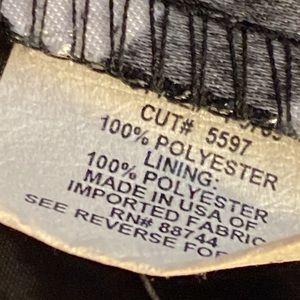 CUT# 5597
100% POLYESTER
LINING:
100% POLYESTER
MADE IN USA OF
IMPORTED FABRIC
RN# 88744
SEE REVERSE FOR